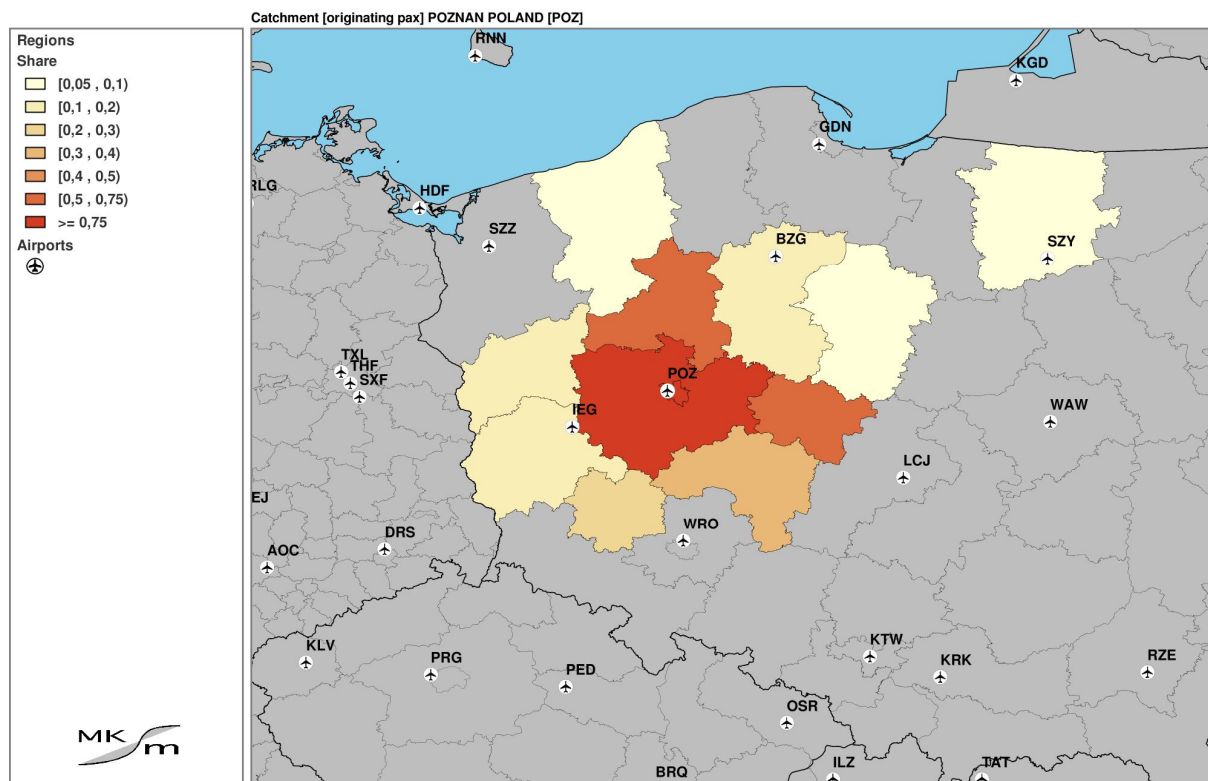 Catchment [originating pax] POZNAN POLAND [POZ]
Regions
Share
[0,05 , 0,1)
[0,1 , 0,2)
[0,2 , 0,3)
[0,3 , 0,4)
[0,4 , 0,5)
[0,5 , 0,75)
>= 0,75
Airports
RNN
KGD
GDN
RLG
HDF
SZZ
BZG
SZY
TXL
THF
SXF
POZ
IEG
WAW
LCJ
EJ
DRS
WRO
AOC
KLV
PRG
PED
KTW
KRK
RZE
OSR
MK
m
BRQ
ILZ
TAT